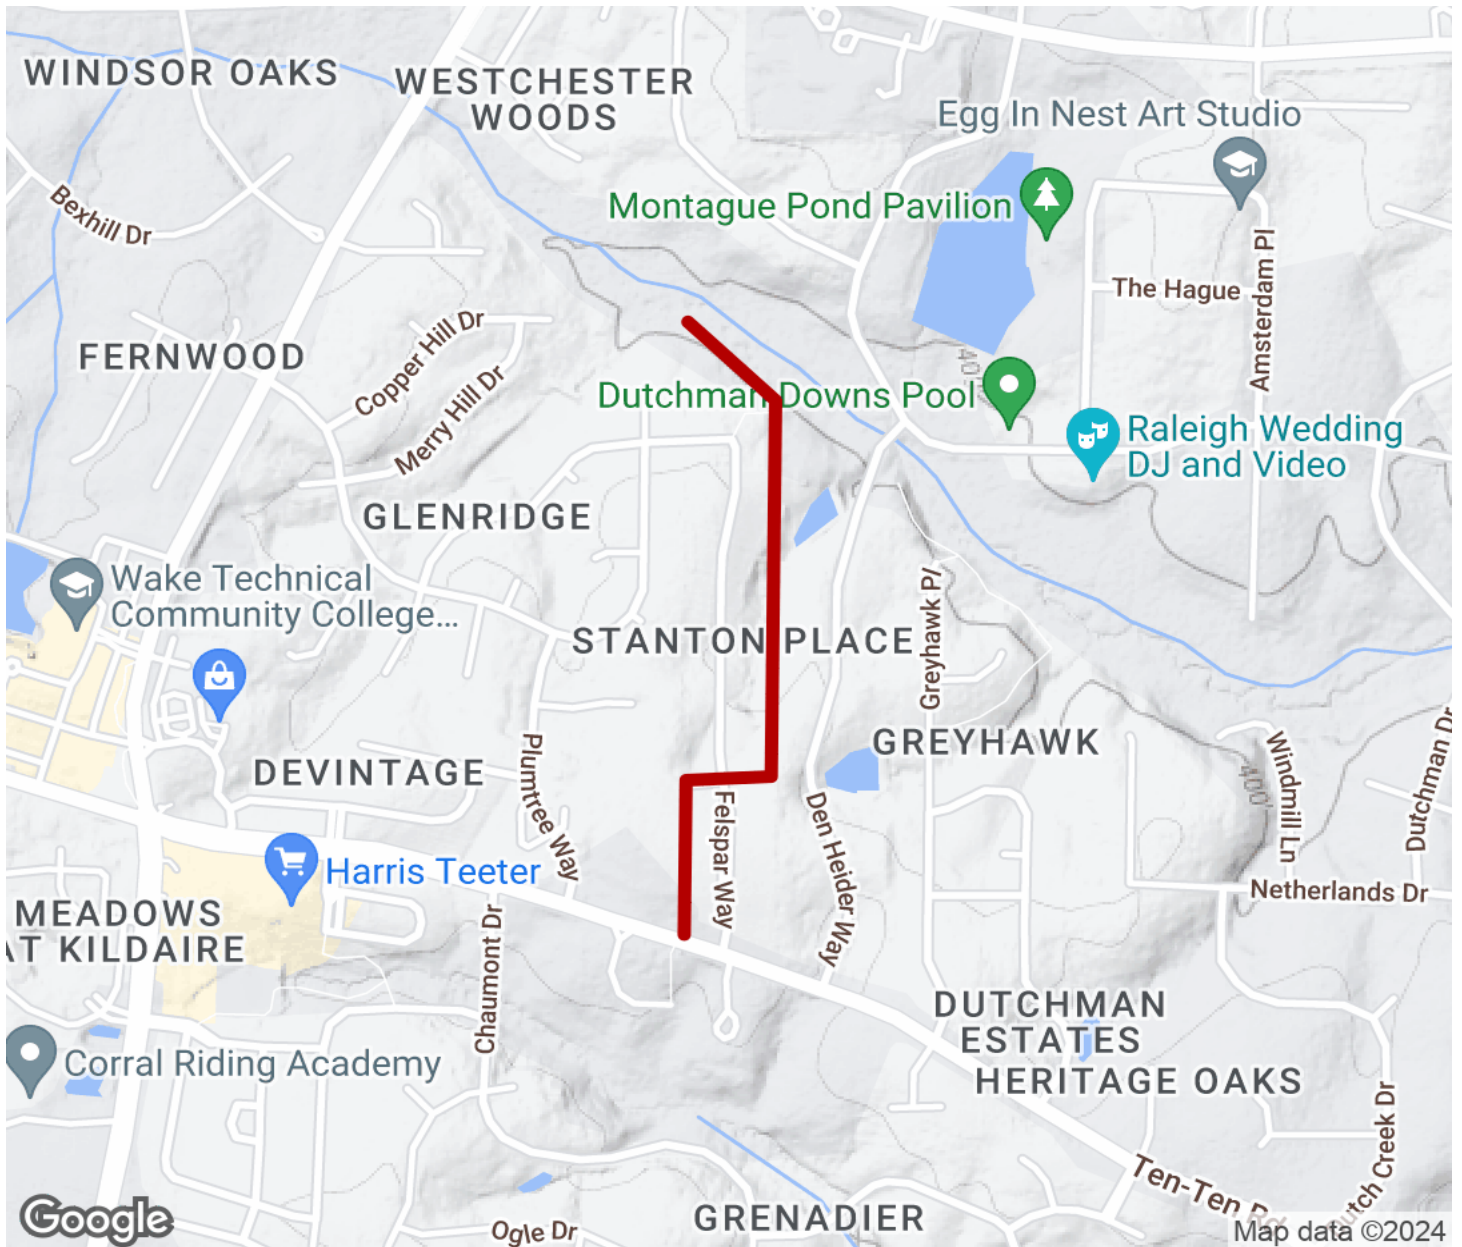 WINDSOR OAKS
WESTCHESTER
WOODS
Egg In Nest Art Studio
Bexhill Dr
Montague Pond Pavilion
Amsterdam Pl
The Hague
Copper Hill Dr
FERNWOOD
Merry Hill Dr
Dutchman Downs Pool
40
Raleigh Wedding
DJ and Video
GLENRIDGE
Wake Technical
Community College...
Greyhawk Pl
STANTON PLACE
GREYHAWK
Windmill Ln
Dutchman Dr
400'
DEVINTAGE
Plumtree Way
Felspar Way
Den Heider Way
Harris Teeter
Netherlands Dr
MEADOWS
AT KILDAIRE
Chaumont Dr
DUTCHMAN
ESTATES
HERITAGE OAKS
Corral Riding Academy
Dutch Creek Dr
Ten-Ten Rd
GRENADIER
Ogle Dr
Google
Map data ©2024